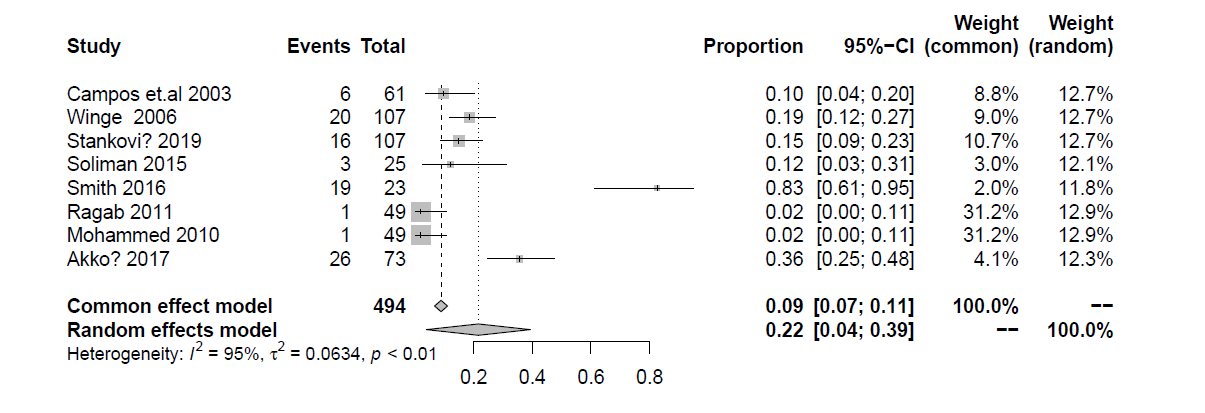 Weight Weight
Study Events Total Proportion 95%−CI (common) (random)
Campos et.al 2003 6 61 0.10 [0.04; 0.20] 8.8% 12.7%
Winge 2006 20 107 0.19 [0.12; 0.27] 9.0% 12.7%
Stankovi? 2019 16 107 0.15 [0.09; 0.23] 10.7% 12.7%
Soliman 2015 3 25 0.12 [0.03; 0.31] 3.0% 12.1%
Smith 2016 19 23 0.83 [0.61; 0.95] 2.0% 11.8%
Ragab 2011 1 49 0.02 [0.00; 0.11] 31.2% 12.9%
Mohammed 2010 1 49 0.02 [0.00; 0.11] 31.2% 12.9%
Akko? 2017 26 73 0.36 [0.25; 0.48] 4.1% 12.3%
Common effect model 494 0.09 [0.07; 0.11] 100.0% −−
Random effects model 0.22 [0.04; 0.39] −− 100.0%
Heterogeneity: I² = 95%, τ² = 0.0634, p < 0.01
0.2 0.4 0.6 0.8